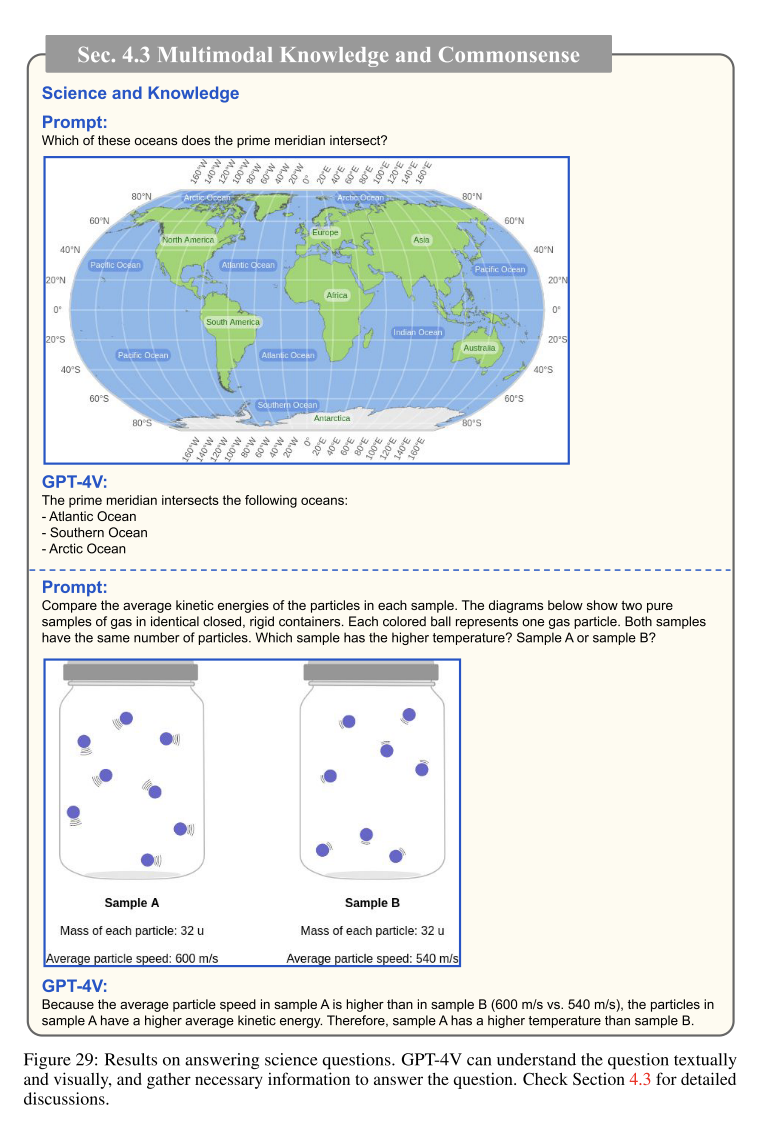 Sec. 4.3 Multimodal Knowledge and Commonsense
Science and Knowledge
Prompt:
Which of these oceans does the prime meridian intersect?
160°W 140°W 120°W 100°W 80°W 60°W 40°W 20°W 0° 20°E 40°E 60°E 80°E 100°E 120°E 140°E 160°E
80°N Arctic Ocean Arctic Ocean 80°N
60°N 60°N
North America Europe Asia
40°N 40°N
Pacific Ocean Atlantic Ocean Pacific Ocean
20°N 20°N
Africa
0° 0°
South America Indian Ocean
20°S 20°S
Pacific Ocean Atlantic Ocean Australia
40°S 40°S
60°S Southern Ocean 60°S
80°S Antarctica 80°S
160°W 140°W 120°W 100°W 80°W 60°W 40°W 20°W 0° 20°E 40°E 60°E 80°E 100°E 120°E 140°E 160°E
GPT-4V:
The prime meridian intersects the following oceans:
- Atlantic Ocean
- Southern Ocean
- Arctic Ocean
Prompt:
Compare the average kinetic energies of the particles in each sample. The diagrams below show two pure
samples of gas in identical closed, rigid containers. Each colored ball represents one gas particle. Both samples
have the same number of particles. Which sample has the higher temperature? Sample A or sample B?
Sample A Sample B
Mass of each particle: 32 u Mass of each particle: 32 u
Average particle speed: 600 m/s Average particle speed: 540 m/s
GPT-4V:
Because the average particle speed in sample A is higher than in sample B (600 m/s vs. 540 m/s), the particles in
sample A have a higher average kinetic energy. Therefore, sample A has a higher temperature than sample B.
Figure 29: Results on answering science questions. GPT-4V can understand the question textually
and visually, and gather necessary information to answer the question. Check Section 4.3 for detailed
discussions.